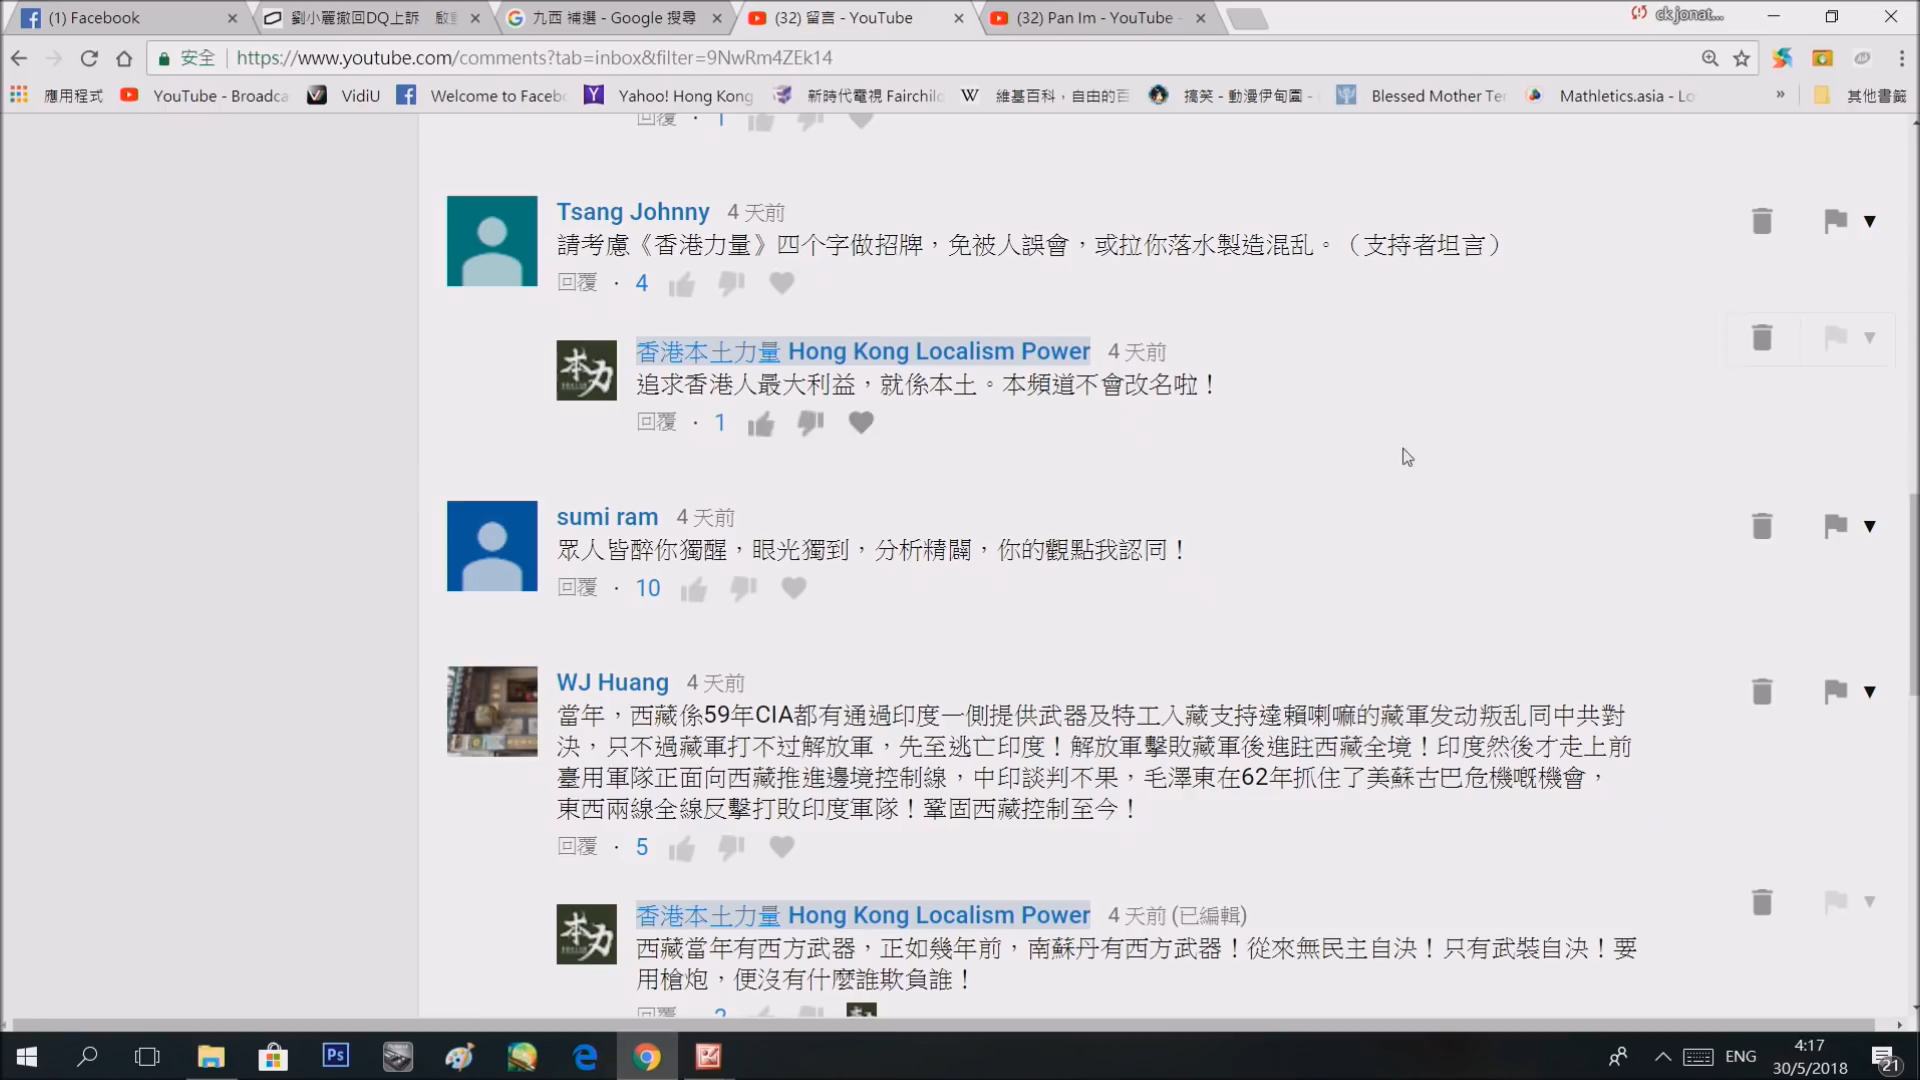 (1) Facebook
劉小麗撤回DQ上訴
九西 補選 - Google 搜尋
(32) 留言 - YouTube
(32) Pan Im - YouTube -
ckjonat...
安全
https://www.youtube.com/comments?tab=inbox&filter=9NwRm4ZEk14
應用程式
YouTube - Broadca
VidiU
Welcome to Faceb
Yahoo! Hong Kong
新時代電視 Fairchild
維基百科，自由的百
搞笑 - 動漫伊甸園 -
Blessed Mother Ter
Mathletics.asia - Lo
»
其他書籤
回覆 · 1
Tsang Johnny 4 天前
請考慮《香港力量》四个字做招牌，免被人誤會，或拉你落水製造混乱。（支持者坦言）
回覆 · 4
香港本土力量 Hong Kong Localism Power 4 天前
本力
追求香港人最大利益，就係本土。本頻道不會改名啦！
回覆 · 1
sumi ram 4 天前
眾人皆醉你獨醒，眼光獨到，分析精闢，你的觀點我認同！
回覆 · 10
WJ Huang 4 天前
當年，西藏係59年CIA都有通過印度一側提供武器及特工入藏支持達賴喇嘛的藏軍发动叛乱同中共對
決，只不過藏軍打不过解放軍，先至逃亡印度！解放軍擊敗藏軍後進駐西藏全境！印度然後才走上前
臺用軍隊正面向西藏推進邊境控制線，中印談判不果，毛澤東在62年抓住了美蘇古巴危機嘅機會，
東西兩線全線反擊打敗印度軍隊！鞏固西藏控制至今！
回覆 · 5
香港本土力量 Hong Kong Localism Power 4 天前 (已編輯)
本力
西藏當年有西方武器，正如幾年前，南蘇丹有西方武器！從來無民主自決！只有武裝自決！要
用槍炮，便沒有什麼誰欺負誰！
回覆 · 2
Ps
ENG
4:17
30/5/2018
21